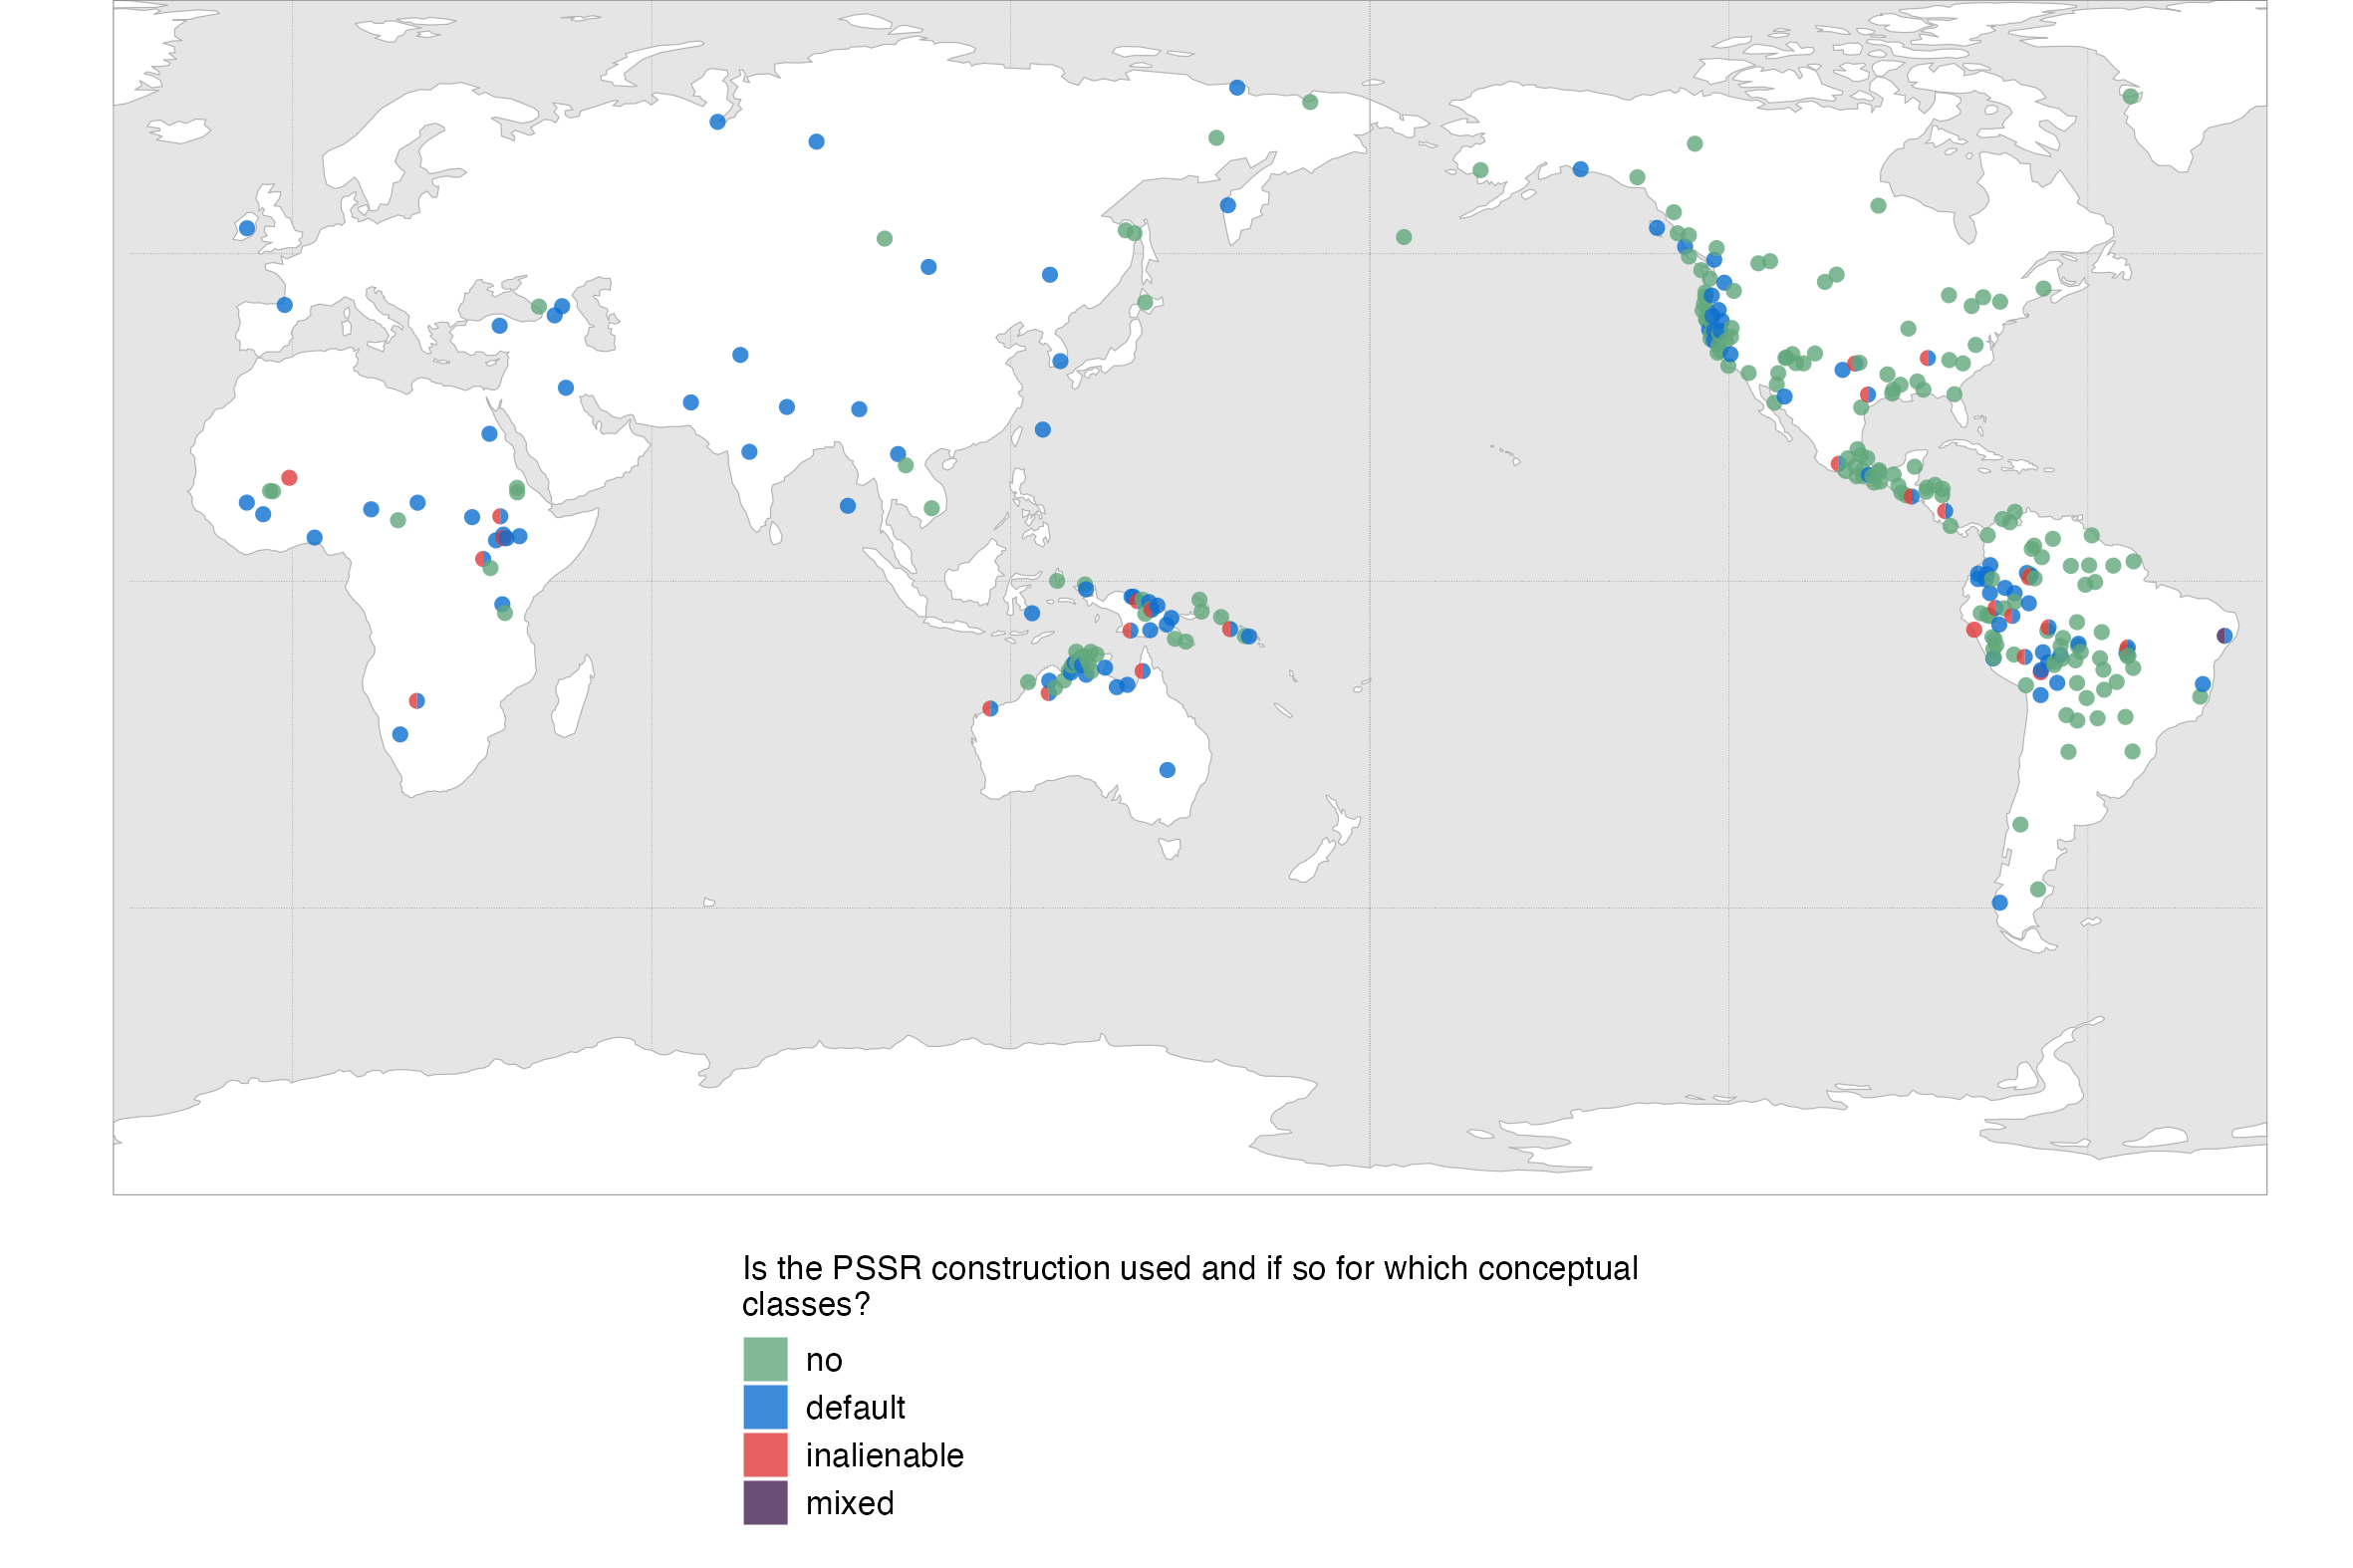 Is the PSSR construction used and if so for which conceptual
classes?
no
default
inalienable
mixed